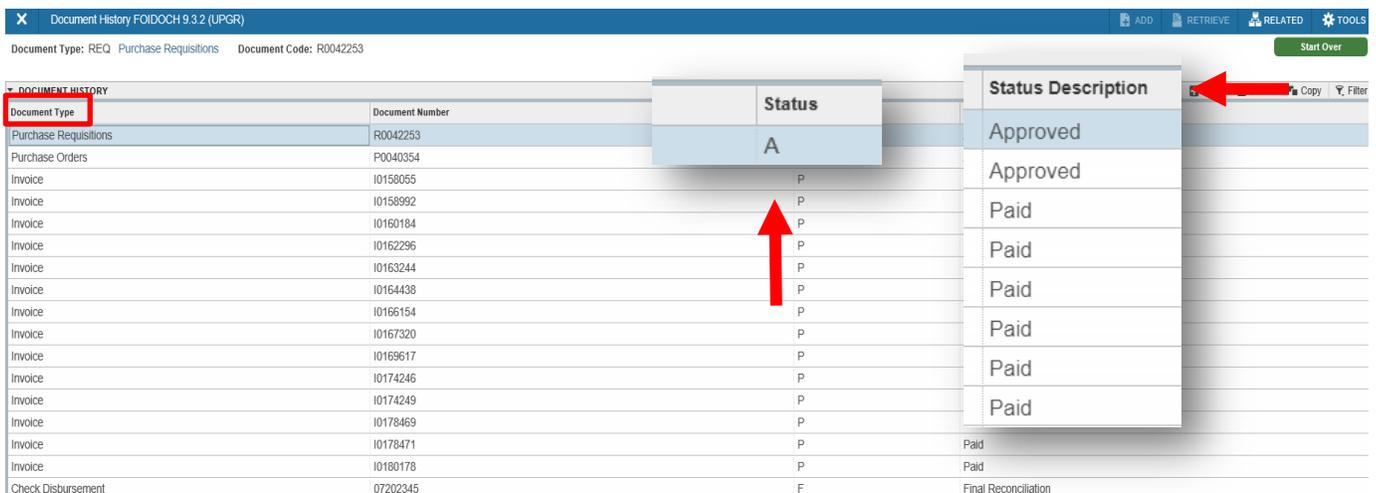 X Document History FOIDOCH 9.3.2 (UPGR) ADD RETRIEVE RELATED TOOLS
Document Type: REQ Purchase Requisitions Document Code: R0042253 Start Over
DOCUMENT HISTORY Copy Filter
Document Type Document Number Status Status Description
Purchase Requisitions R0042253 A Approved
Purchase Orders P0040354 Approved
Invoice I0158055 P Paid
Invoice I0158992 P Paid
Invoice I0160184 P Paid
Invoice I0162296 P Paid
Invoice I0163244 P Paid
Invoice I0164438 P Paid
Invoice I0166154 P
Invoice I0167320 P
Invoice I0169617 P
Invoice I0174246 P
Invoice I0174249 P
Invoice I0178469 P
Invoice I0178471 P Paid
Invoice I0180178 P Paid
Check Disbursement 07202345 F Final Reconciliation